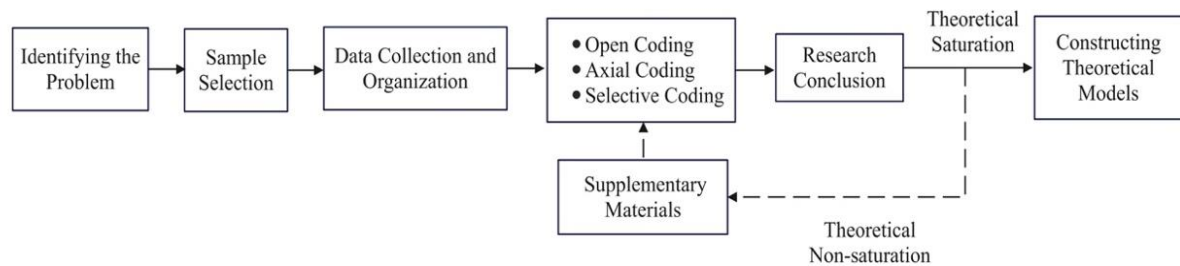 Identifying the
Problem
Sample
Selection
Data Collection and
Organization
● Open Coding
● Axial Coding
● Selective Coding
Research
Conclusion
Theoretical
Saturation
Constructing
Theoretical
Models
Supplementary
Materials
Theoretical
Non-saturation